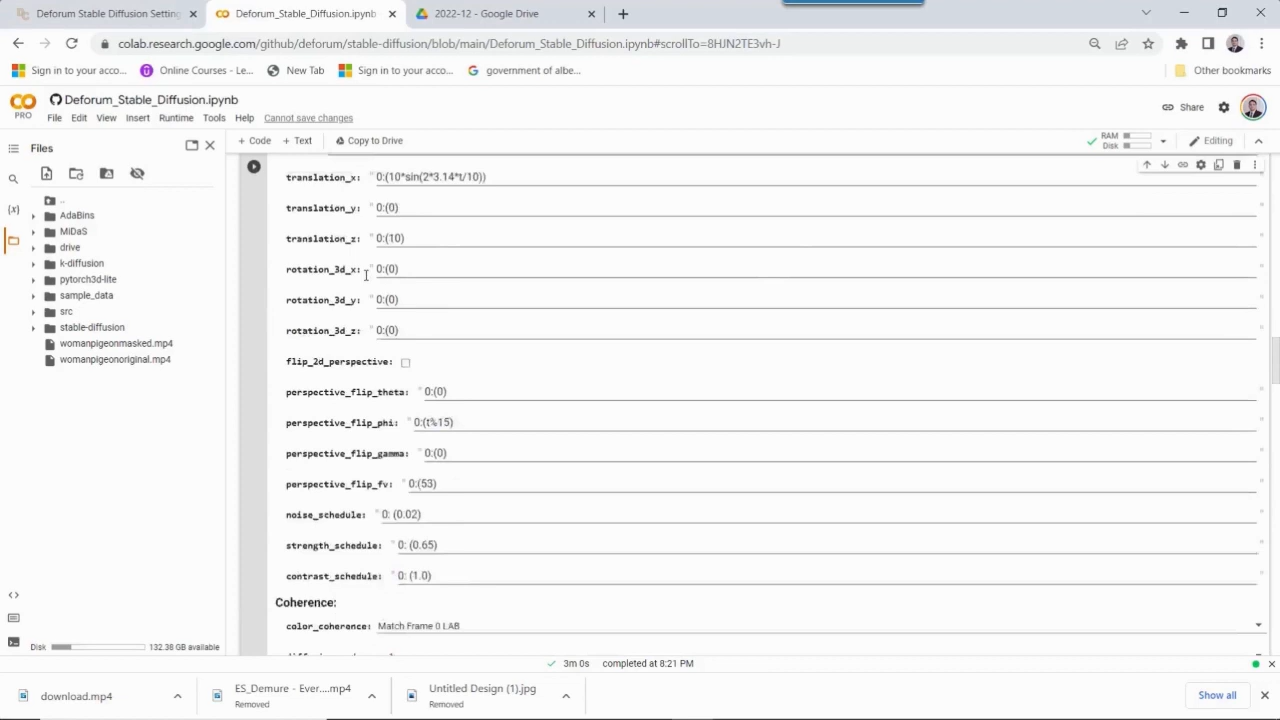 Deforum Stable Diffusion Setting
Deforum_Stable_Diffusion.ipynb
2022-12 - Google Drive
colab.research.google.com/github/deforum/stable-diffusion/blob/main/Deforum_Stable_Diffusion.ipynb#scrollTo=8HJN2TE3vh-J
Sign in to your acco...
Online Courses - Le...
New Tab
Sign in to your acco...
government of albe...
Other bookmarks
Deforum_Stable_Diffusion.ipynb
PRO
File Edit View Insert Runtime Tools Help Cannot save changes
Share
Files
+ Code + Text Copy to Drive
RAM
Disk
Editing
..
AdaBins
MiDaS
drive
k-diffusion
pytorch3d-lite
sample_data
src
stable-diffusion
womanpigeonmasked.mp4
womanpigeonoriginal.mp4
Disk 132.38 GB available
translation_x: "0:(10*sin(2*3.14*t/10)) "
translation_y: "0:(0) "
translation_z: "0:(10) "
rotation_3d_x: "0:(0) "
rotation_3d_y: "0:(0) "
rotation_3d_z: "0:(0) "
flip_2d_perspective:
perspective_flip_theta: "0:(0) "
perspective_flip_phi: "0:(t%15) "
perspective_flip_gamma: "0:(0) "
perspective_flip_fv: "0:(53) "
noise_schedule: "0: (0.02) "
strength_schedule: "0: (0.65) "
contrast_schedule: "0: (1.0) "
Coherence:
color_coherence: Match Frame 0 LAB
3m 0s completed at 8:21 PM
download.mp4
ES_Demure - Ever....mp4
Removed
Untitled Design (1).jpg
Removed
Show all